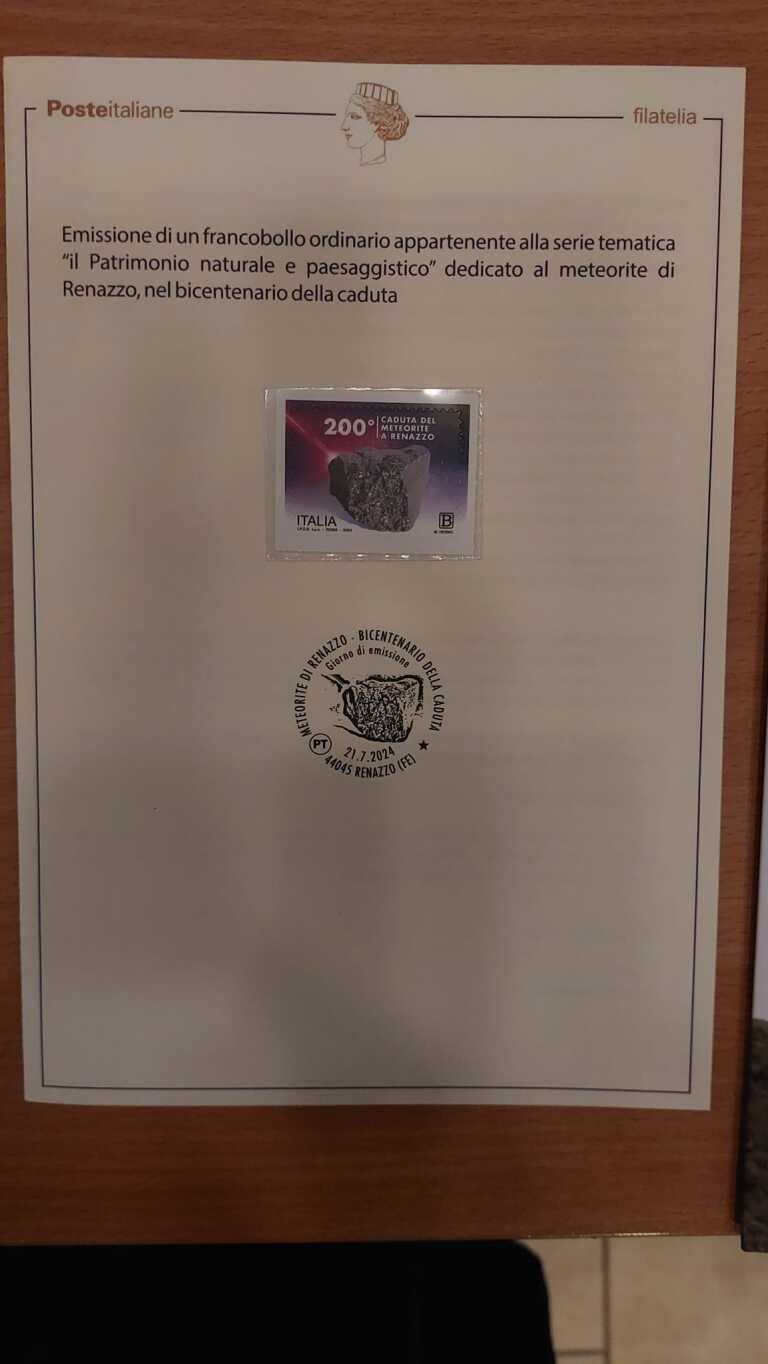 Posteitaliane
filatelia
Emissione di un francobollo ordinario appartenente alla serie tematica
“il Patrimonio naturale e paesaggistico” dedicato al meteorite di
Renazzo, nel bicentenario della caduta
200° CADUTA DEL
METEORITE
A RENAZZO
ITALIA
B
METEORITE DI RENAZZO - BICENTENARIO DELLA CADUTA
Giorno di emissione
PT
21.7.2024
44045 RENAZZO (FE)